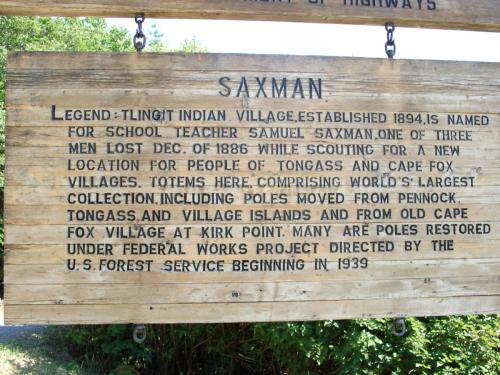 OF HIGHWAYS
SAXMAN
LEGEND: TLINGIT INDIAN VILLAGE, ESTABLISHED 1894, IS NAMED
FOR SCHOOL TEACHER SAMUEL SAXMAN, ONE OF THREE
MEN LOST DEC. OF 1886 WHILE SCOUTING FOR A NEW
LOCATION FOR PEOPLE OF TONGASS AND CAPE FOX
VILLAGES. TOTEMS HERE, COMPRISING WORLD'S LARGEST
COLLECTION, INCLUDING POLES MOVED FROM PENNOCK,
TONGASS, AND VILLAGE ISLANDS AND FROM OLD CAPE
FOX VILLAGE AT KIRK POINT. MANY ARE POLES RESTORED
UNDER FEDERAL WORKS PROJECT DIRECTED BY THE
U.S. FOREST SERVICE BEGINNING IN 1939